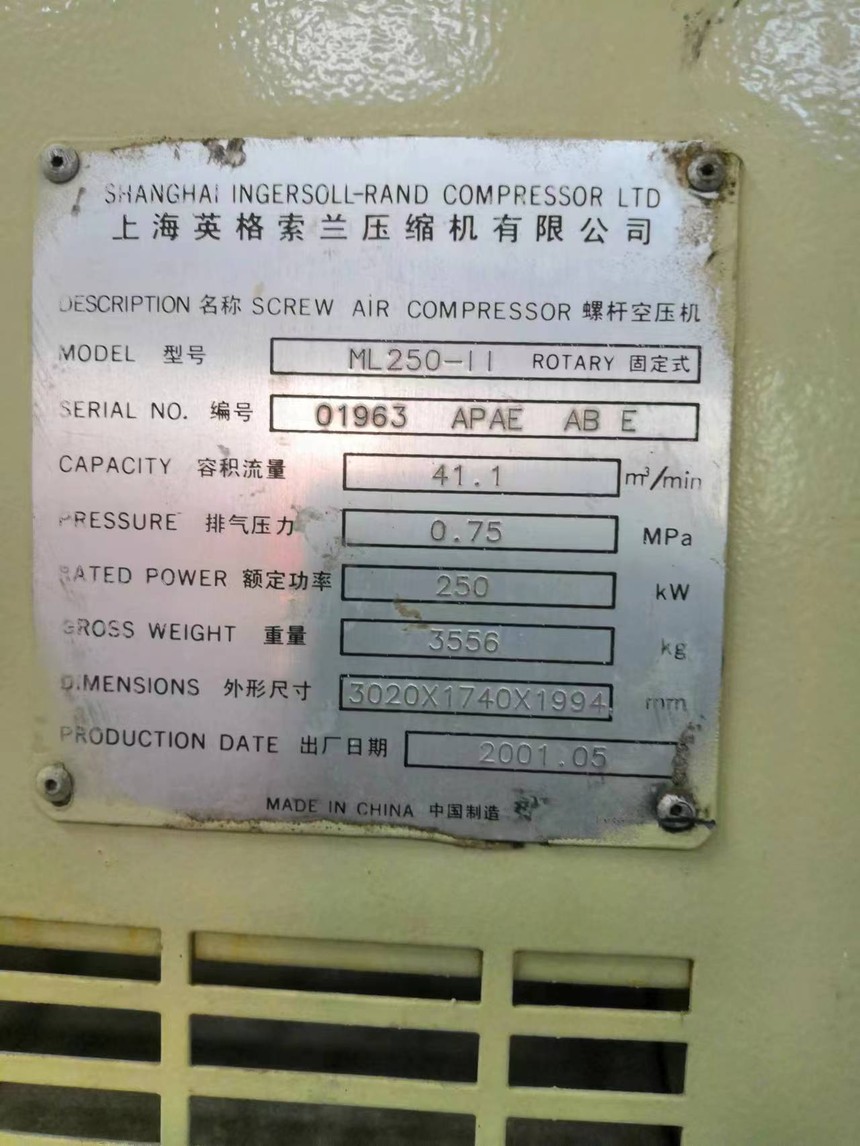 SHANGHAI INGERSOLL-RAND COMPRESSOR LTD
上海英格索兰压缩机有限公司
DESCRIPTION 名称 SCREW AIR COMPRESSOR 螺杆空压机
MODEL 型号 ML250-II ROTARY 固定式
SERIAL NO. 编号 01963 APAE AB E
CAPACITY 容积流量 41.1 m³/min
PRESSURE 排气压力 0.75 MPa
RATED POWER 额定功率 250 kW
GROSS WEIGHT 重量 3556 kg
DIMENSIONS 外形尺寸 3020X1740X1994 mm
PRODUCTION DATE 出厂日期 2001.05
MADE IN CHINA 中国制造